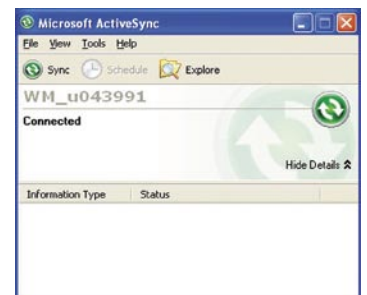 Microsoft ActiveSync
File View Tools Help
Sync Schedule Explore
WM_u043991
Connected
Hide Details
Information Type Status